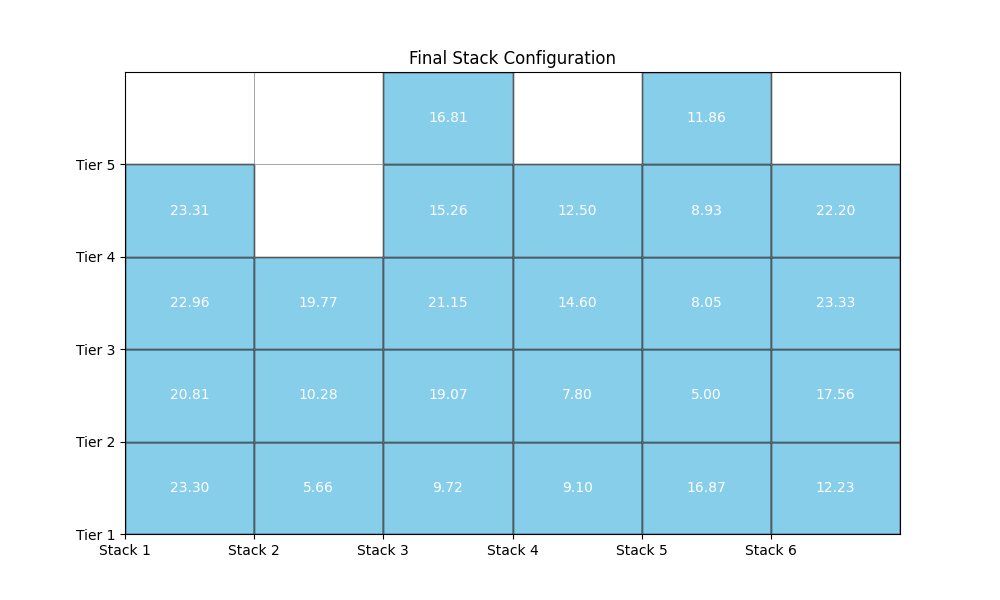 Final Stack Configuration
16.81 11.86
Tier 5
23.31 15.26 12.50 8.93 22.20
Tier 4
22.96 19.77 21.15 14.60 8.05 23.33
Tier 3
20.81 10.28 19.07 7.80 5.00 17.56
Tier 2
23.30 5.66 9.72 9.10 16.87 12.23
Tier 1
Stack 1 Stack 2 Stack 3 Stack 4 Stack 5 Stack 6